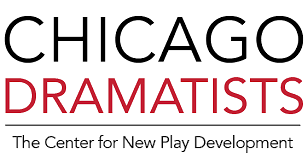 CHICAGO
DRAMATISTS
The Center for New Play Development